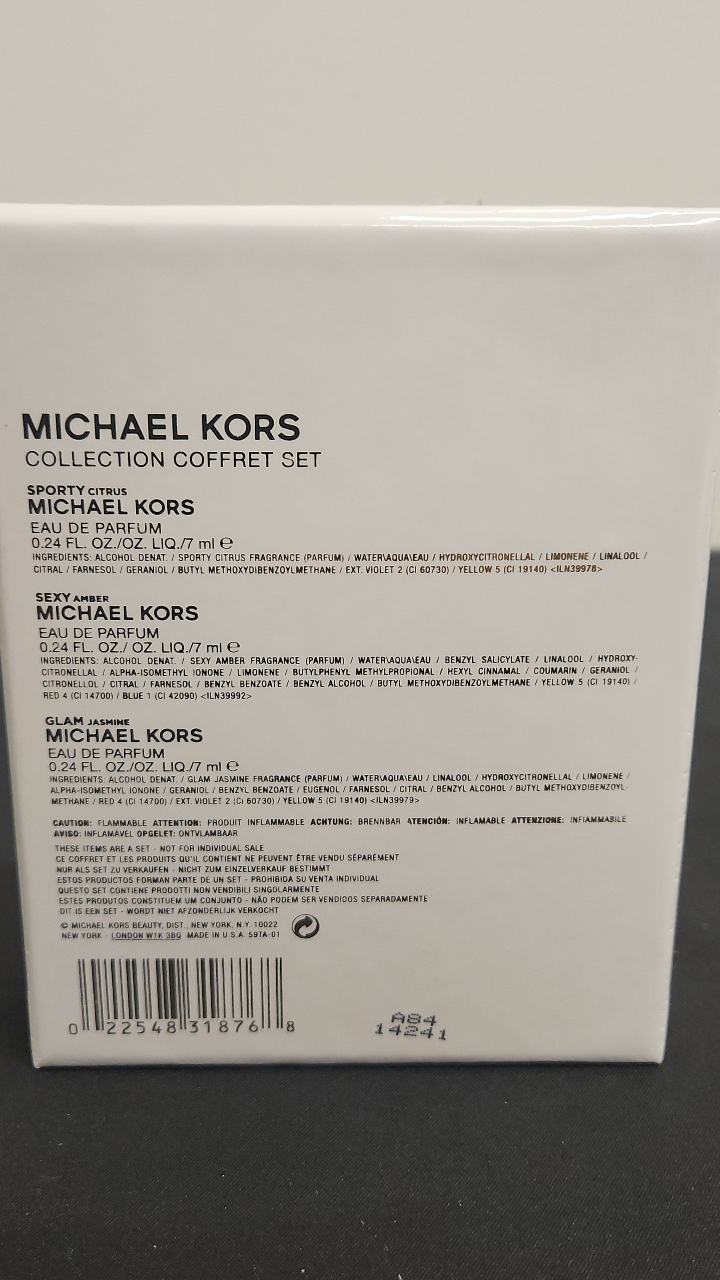 MICHAEL KORS
COLLECTION COFFRET SET
SPORTY CITRUS
MICHAEL KORS
EAU DE PARFUM
0.24 FL. OZ./OZ. LIQ./7 ml ℮
INGREDIENTS: ALCOHOL DENAT. / SPORTY CITRUS FRAGRANCE (PARFUM) / WATER\AQUA\EAU / HYDROXYCITRONELLAL / LIMONENE / LINALOOL /
CITRAL / FARNESOL / GERANIOL / BUTYL METHOXYDIBENZOYLMETHANE / EXT. VIOLET 2 (CI 60730) / YELLOW 5 (CI 19140) <ILN39978>
SEXY AMBER
MICHAEL KORS
EAU DE PARFUM
0.24 FL. OZ./ OZ. LIQ./7 ml ℮
INGREDIENTS: ALCOHOL DENAT. / SEXY AMBER FRAGRANCE (PARFUM) / WATER\AQUA\EAU / BENZYL SALICYLATE / LINALOOL / HYDROXY-
CITRONELLAL / ALPHA-ISOMETHYL IONONE / LIMONENE / BUTYLPHENYL METHYLPROPIONAL / HEXYL CINNAMAL / COUMARIN / GERANIOL /
CITRONELLOL / CITRAL / FARNESOL / BENZYL BENZOATE / BENZYL ALCOHOL / BUTYL METHOXYDIBENZOYLMETHANE / YELLOW 5 (CI 19140) /
RED 4 (CI 14700) / BLUE 1 (CI 42090) <ILN39992>
GLAM JASMINE
MICHAEL KORS
EAU DE PARFUM
0.24 FL. OZ./OZ. LIQ./7 ml ℮
INGREDIENTS: ALCOHOL DENAT. / GLAM JASMINE FRAGRANCE (PARFUM) / WATER\AQUA\EAU / LINALOOL / HYDROXYCITRONELLAL / LIMONENE /
ALPHA-ISOMETHYL IONONE / GERANIOL / BENZYL BENZOATE / EUGENOL / FARNESOL / CITRAL / BENZYL ALCOHOL / BUTYL METHOXYDIBENZOYL-
METHANE / RED 4 (CI 14700) / EXT. VIOLET 2 (CI 60730) / YELLOW 5 (CI 19140) <ILN39979>
CAUTION: FLAMMABLE ATTENTION: PRODUIT INFLAMMABLE ACHTUNG: BRENNBAR ATENCIÓN: INFLAMABLE ATTENZIONE: INFIAMMABILE
AVISO: INFLAMÁVEL OPGELET: ONTVLAMBAAR
THESE ITEMS ARE A SET - NOT FOR INDIVIDUAL SALE
CE COFFRET ET LES PRODUITS QU'IL CONTIENT NE PEUVENT ÊTRE VENDU SÉPARÉMENT
NUR ALS SET ZU VERKAUFEN - NICHT ZUM EINZELVERKAUF BESTIMMT
ESTOS PRODUCTOS FORMAN PARTE DE UN SET - PROHIBIDA SU VENTA INDIVIDUAL
QUESTO SET CONTIENE PRODOTTI NON VENDIBILI SINGOLARMENTE
ESTES PRODUTOS CONSTITUEM UM CONJUNTO - NÃO PODEM SER VENDIDOS SEPARADAMENTE
DIT IS EEN SET - WORDT NIET AFZONDERLIJK VERKOCHT
© MICHAEL KORS BEAUTY, DIST., NEW YORK, N.Y. 10022
NEW YORK · LONDON W1K 3BQ MADE IN U.S.A. 59TA-01
0 22548 31876 8
A84
14241